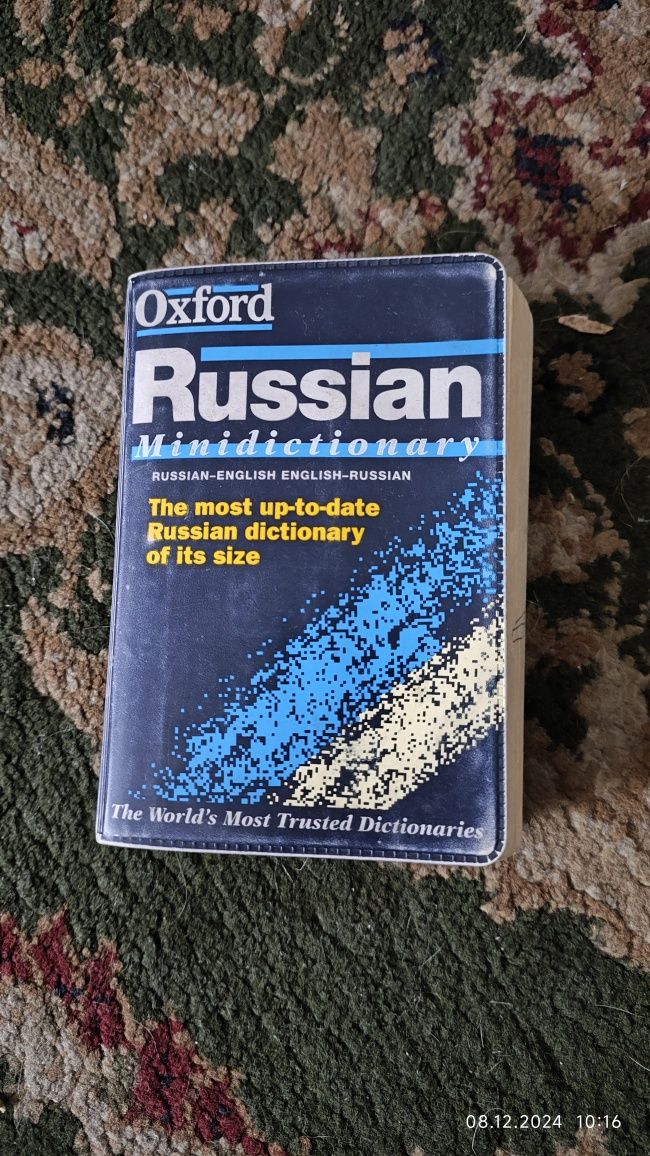 Oxford
Russian
Minidictionary
RUSSIAN–ENGLISH ENGLISH–RUSSIAN
The most up-to-date
Russian dictionary
of its size
The World's Most Trusted Dictionaries
08.12.2024 10:16